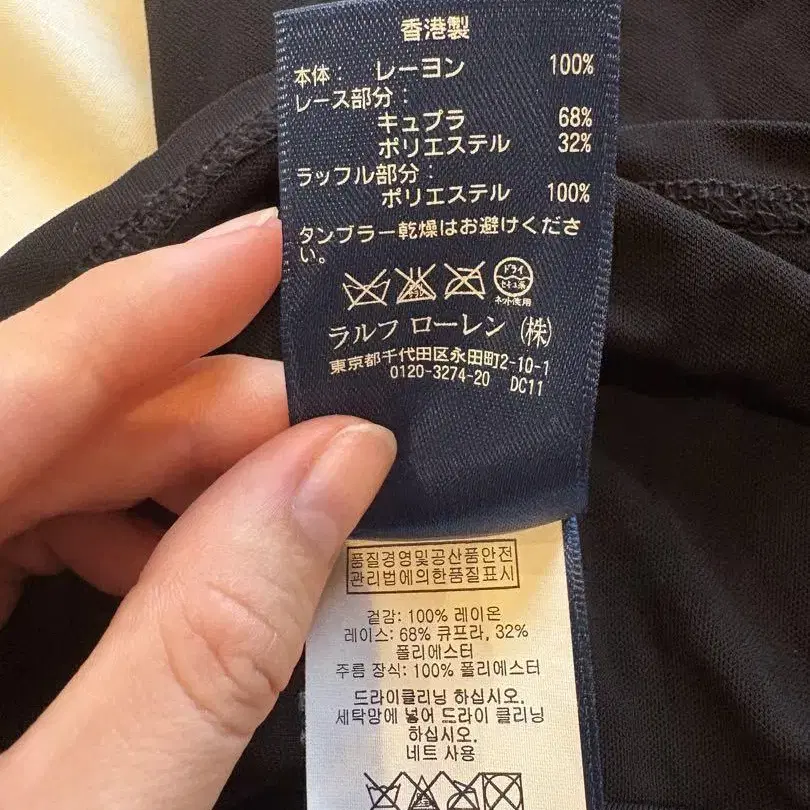 香港製
本体: レーヨン 100%
レース部分:
キュプラ 68%
ポリエステル 32%
ラッフル部分:
ポリエステル 100%
タンブラー乾燥はお避けくださ
い。
ドライ
セキユ系
ネット使用
ラルフ ローレン (株)
東京都千代田区永田町2-10-1
0120-3274-20 DC11
품질경영및공산품안전
관리법에의한품질표시
겉감: 100% 레이온
레이스: 68% 큐프라, 32%
폴리에스터
주름 장식: 100% 폴리에스터
드라이클리닝 하십시오.
세탁망에 넣어 드라이 클리닝
하십시오.
네트 사용